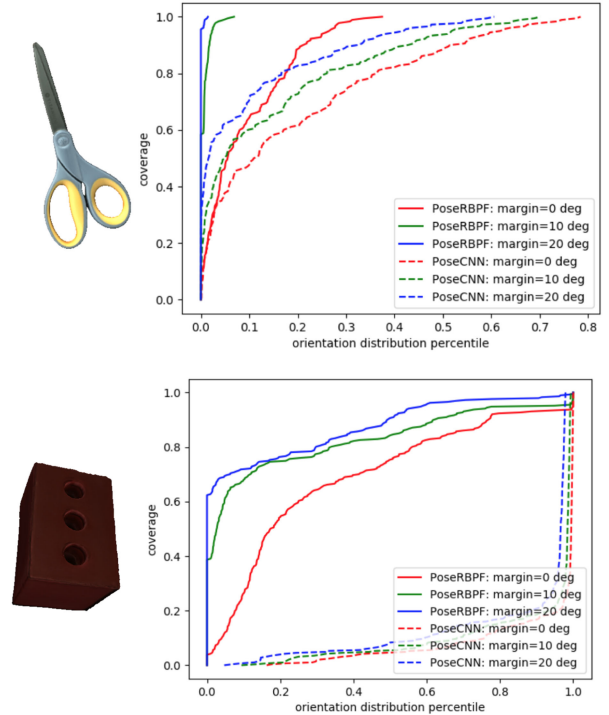 1.0
0.8
0.6
0.4
0.2
0.0
coverage
PoseRBPF: margin=0 deg
PoseRBPF: margin=10 deg
PoseRBPF: margin=20 deg
PoseCNN: margin=0 deg
PoseCNN: margin=10 deg
PoseCNN: margin=20 deg
0.0 0.1 0.2 0.3 0.4 0.5 0.6 0.7 0.8
orientation distribution percentile
1.0
0.8
0.6
0.4
0.2
0.0
coverage
PoseRBPF: margin=0 deg
PoseRBPF: margin=10 deg
PoseRBPF: margin=20 deg
PoseCNN: margin=0 deg
PoseCNN: margin=10 deg
PoseCNN: margin=20 deg
0.0 0.2 0.4 0.6 0.8 1.0
orientation distribution percentile